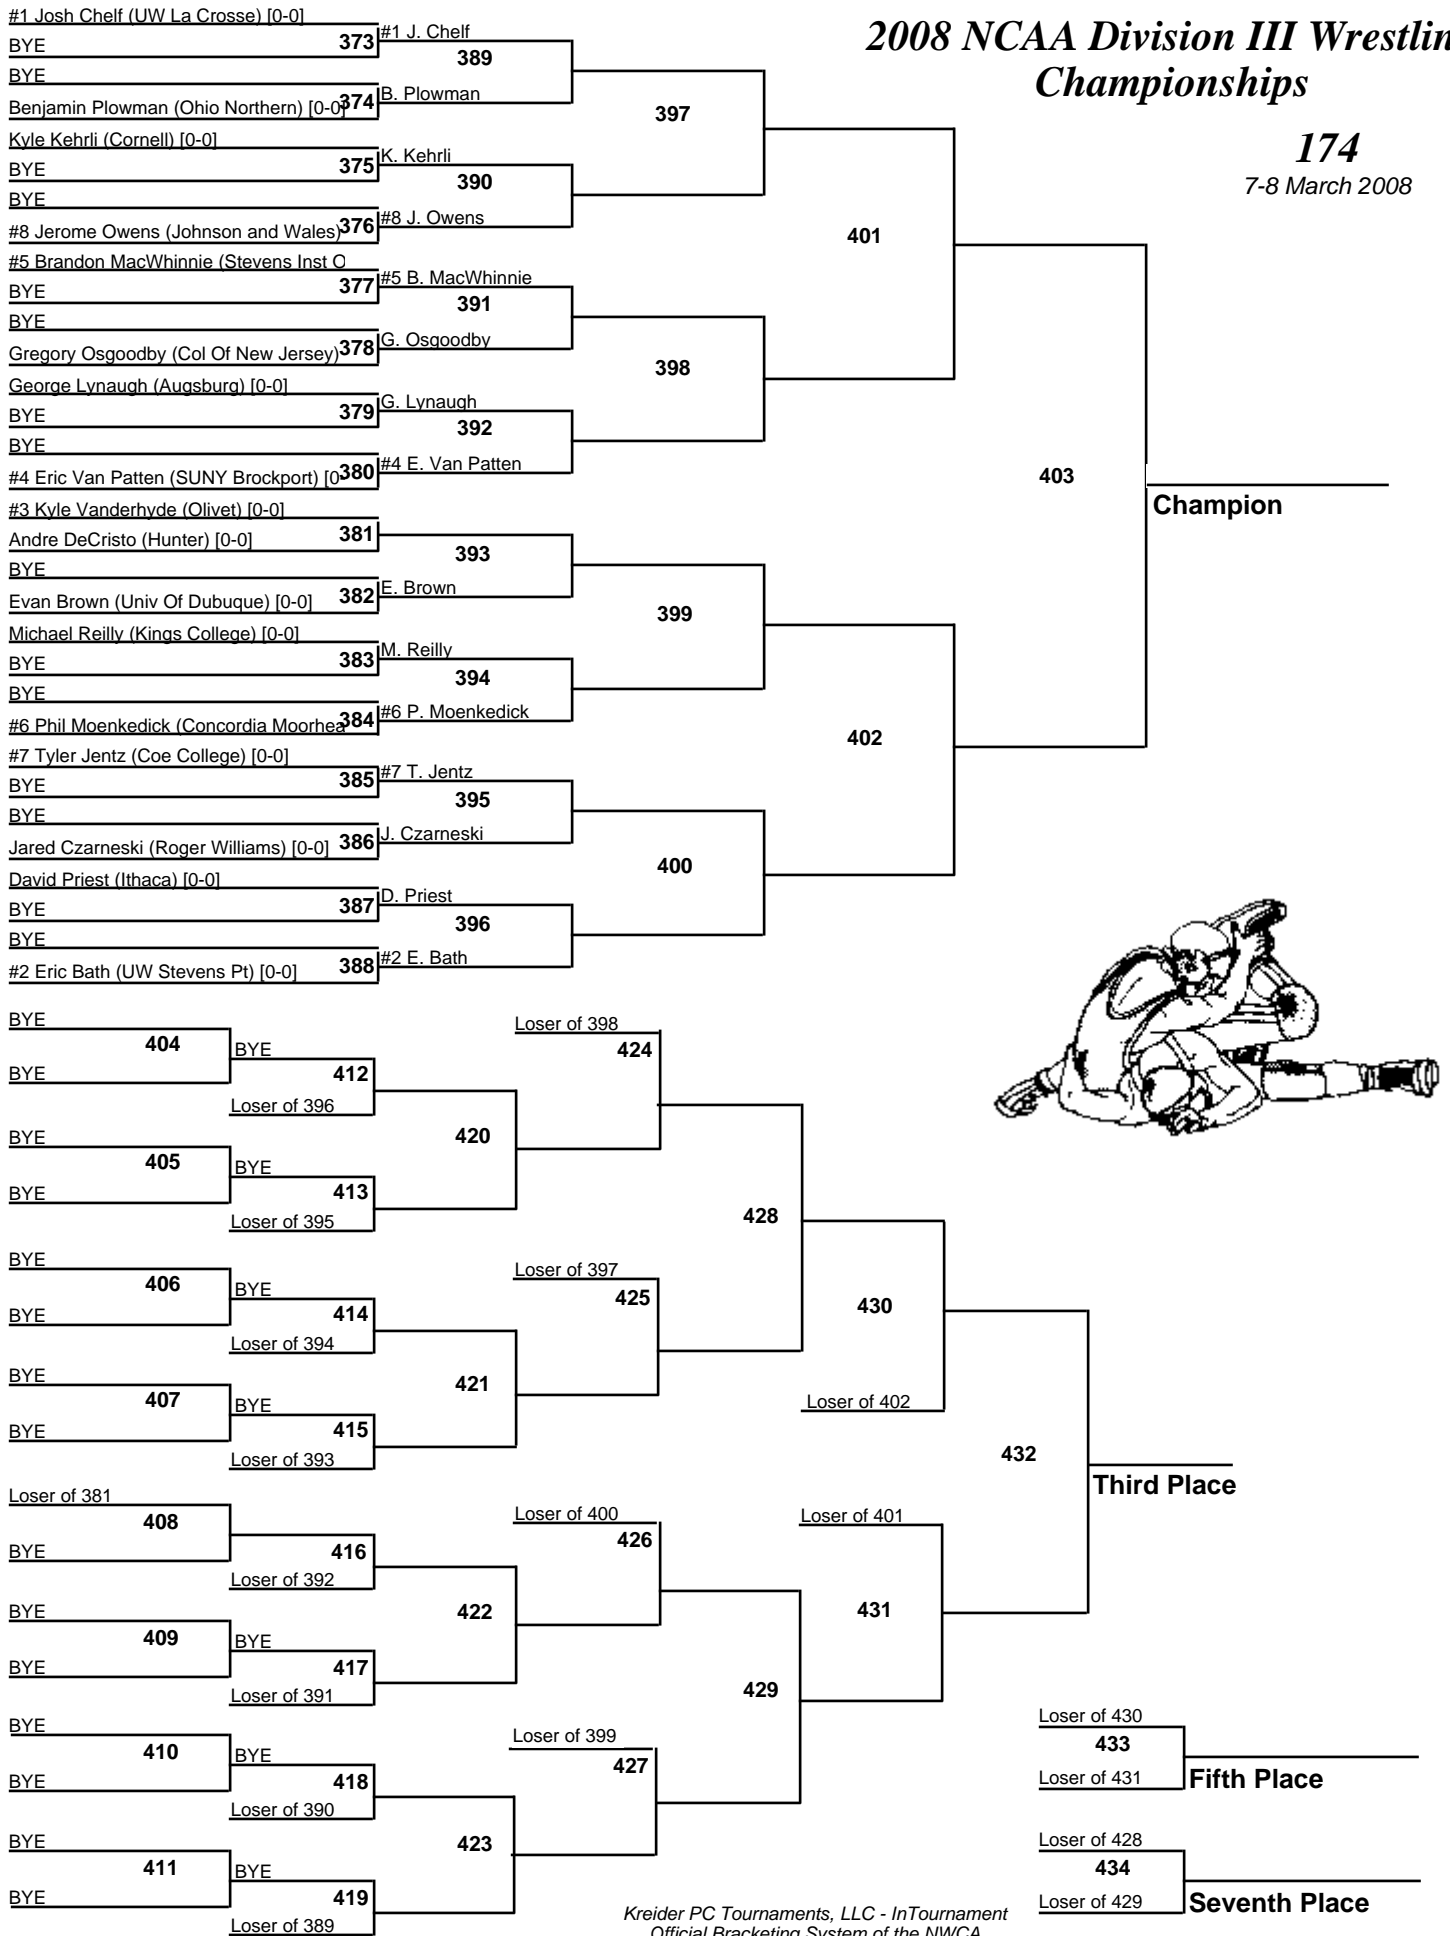 2008 NCAA Division III Wrestlin
Championships
174
7-8 March 2008
#1 Josh Chelf (UW La Crosse) [0-0]
BYE
373
#1 J. Chelf
389
BYE
Benjamin Plowman (Ohio Northern) [0-0]
374
B. Plowman
397
Kyle Kehrli (Cornell) [0-0]
BYE
375
K. Kehrli
390
BYE
#8 Jerome Owens (Johnson and Wales)
376
#8 J. Owens
401
#5 Brandon MacWhinnie (Stevens Inst O
BYE
377
#5 B. MacWhinnie
391
BYE
Gregory Osgoodby (Col Of New Jersey)
378
G. Osgoodby
398
George Lynaugh (Augsburg) [0-0]
BYE
379
G. Lynaugh
392
BYE
#4 Eric Van Patten (SUNY Brockport) [0-
380
#4 E. Van Patten
403
Champion
#3 Kyle Vanderhyde (Olivet) [0-0]
Andre DeCristo (Hunter) [0-0]
381
393
BYE
Evan Brown (Univ Of Dubuque) [0-0]
382
E. Brown
399
Michael Reilly (Kings College) [0-0]
BYE
383
M. Reilly
394
BYE
#6 Phil Moenkedick (Concordia Moorhea
384
#6 P. Moenkedick
402
#7 Tyler Jentz (Coe College) [0-0]
BYE
385
#7 T. Jentz
395
BYE
Jared Czarneski (Roger Williams) [0-0]
386
J. Czarneski
400
David Priest (Ithaca) [0-0]
BYE
387
D. Priest
396
BYE
#2 Eric Bath (UW Stevens Pt) [0-0]
388
#2 E. Bath
BYE
404
BYE
BYE
412
Loser of 396
Loser of 398
424
420
BYE
405
BYE
BYE
413
Loser of 395
428
BYE
406
BYE
BYE
414
Loser of 394
Loser of 397
425
430
421
BYE
407
BYE
BYE
415
Loser of 393
Loser of 402
432
Third Place
Loser of 381
408
BYE
416
Loser of 392
Loser of 400
426
Loser of 401
431
422
BYE
409
BYE
BYE
417
Loser of 391
429
BYE
410
BYE
BYE
418
Loser of 390
Loser of 399
427
423
BYE
411
BYE
BYE
419
Loser of 389
Loser of 430
433
Loser of 431
Fifth Place
Loser of 428
434
Loser of 429
Seventh Place
Kreider PC Tournaments, LLC - InTournament
Official Bracketing System of the NWCA